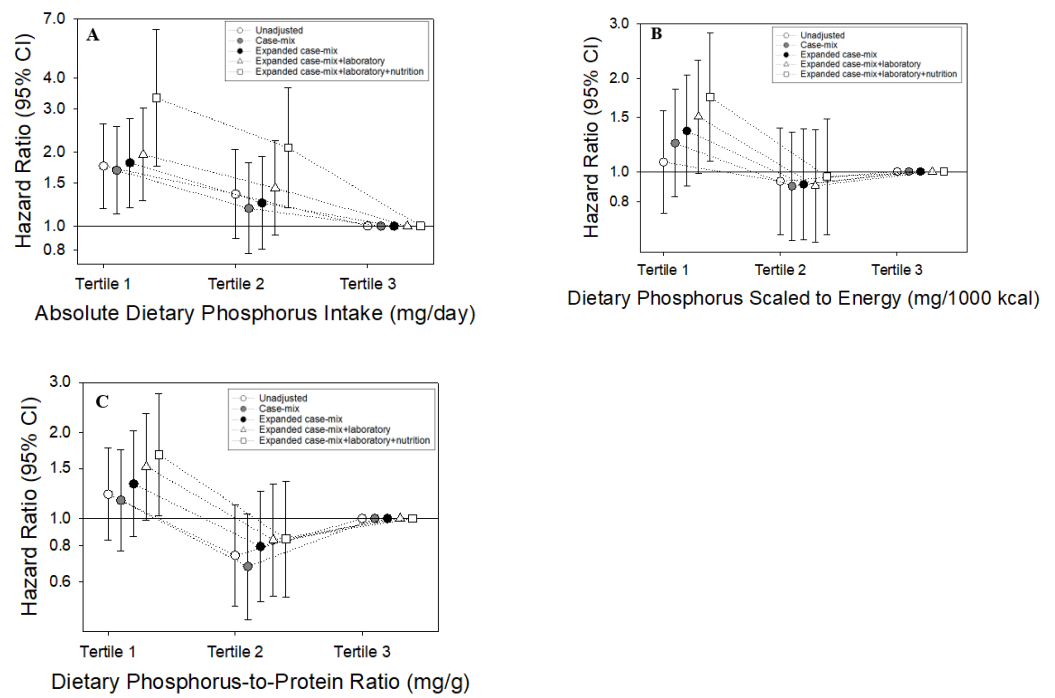 A
Unadjusted
Case-mix
Expanded case-mix
Expanded case-mix+laboratory
Expanded case-mix+laboratory+nutrition
Hazard Ratio (95% CI)
7.0
4.0
3.0
2.0
1.5
1.0
0.8
Tertile 1 Tertile 2 Tertile 3
Absolute Dietary Phosphorus Intake (mg/day)
B
Unadjusted
Case-mix
Expanded case-mix
Expanded case-mix+laboratory
Expanded case-mix+laboratory+nutrition
Hazard Ratio (95% CI)
3.0
2.0
1.5
1.0
0.8
Tertile 1 Tertile 2 Tertile 3
Dietary Phosphorus Scaled to Energy (mg/1000 kcal)
C
Unadjusted
Case-mix
Expanded case-mix
Expanded case-mix+laboratory
Expanded case-mix+laboratory+nutrition
Hazard Ratio (95% CI)
3.0
2.0
1.5
1.0
0.8
0.6
Tertile 1 Tertile 2 Tertile 3
Dietary Phosphorus-to-Protein Ratio (mg/g)